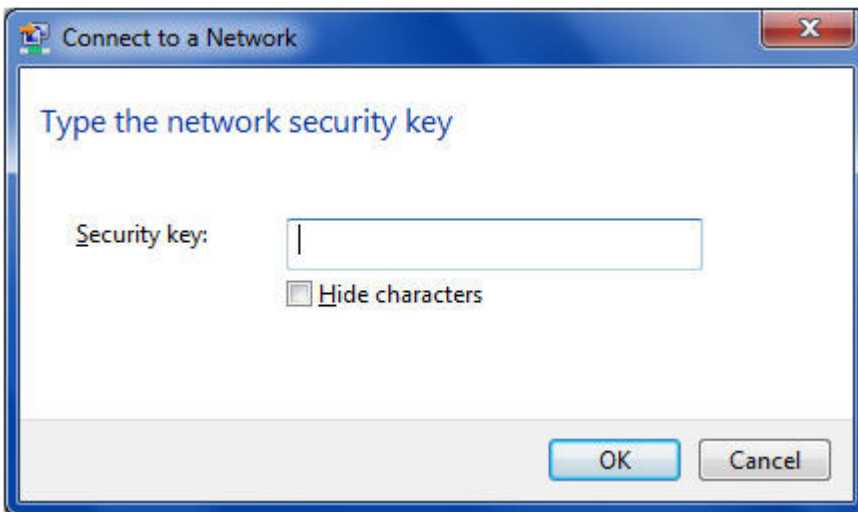 Connect to a Network
Type the network security key
Security key:
Hide characters
OK Cancel